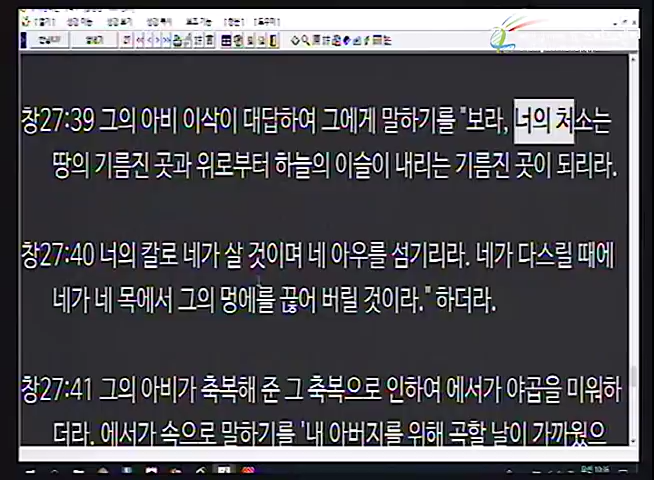 창27:39 그의 아비 이삭이 대답하여 그에게 말하기를 "보라, 너의 처소는
땅의 기름진 곳과 위로부터 하늘의 이슬이 내리는 기름진 곳이 되리라.
창27:40 너의 칼로 네가 살 것이며 네 아우를 섬기리라. 네가 다스릴 때에
네가 네 목에서 그의 멍에를 끊어 버릴 것이라." 하더라.
창27:41 그의 아비가 축복해 준 그 축복으로 인하여 에서가 야곱을 미워하
더라. 에서가 속으로 말하기를 '내 아버지를 위해 곡할 날이 가까웠으